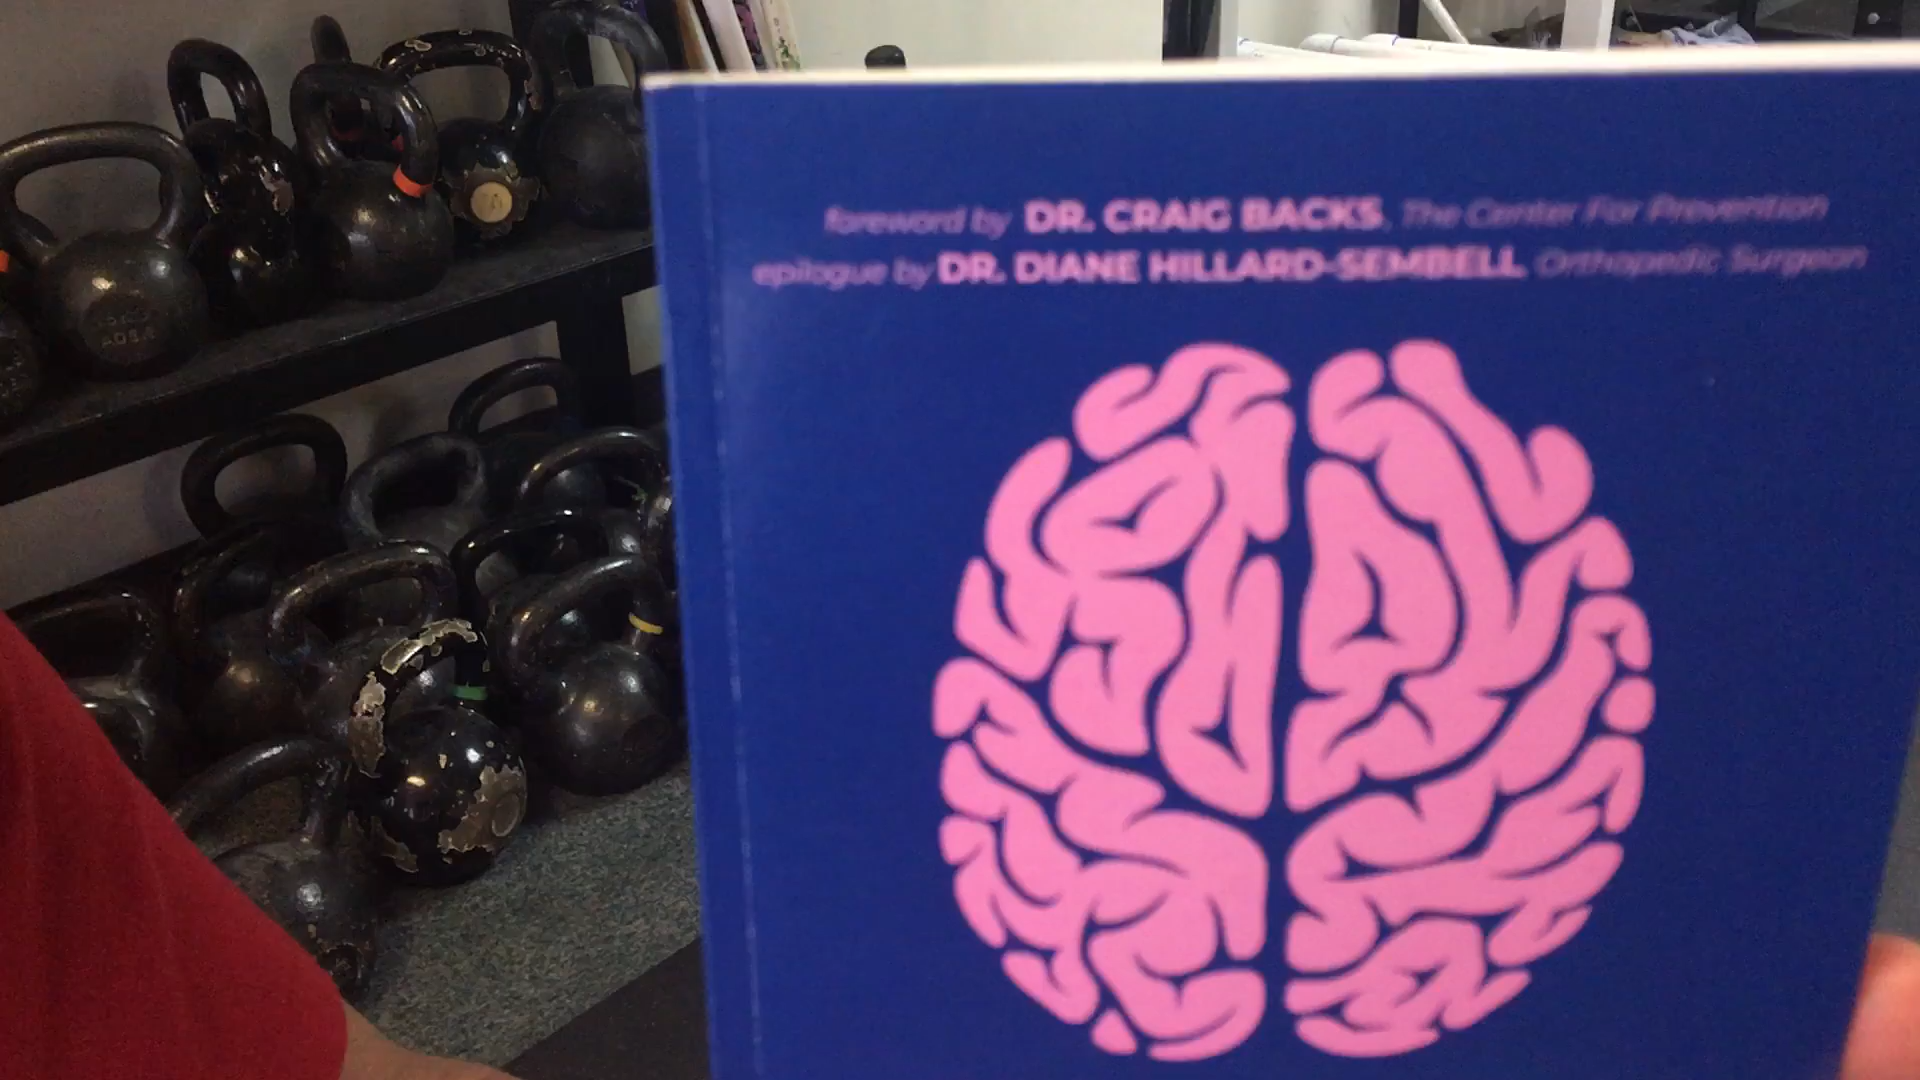 foreword by DR. CRAIG BACKS, The Center For Prevention
epilogue by DR. DIANE HILLARD-SEMBELL Orthopedic Surgeon